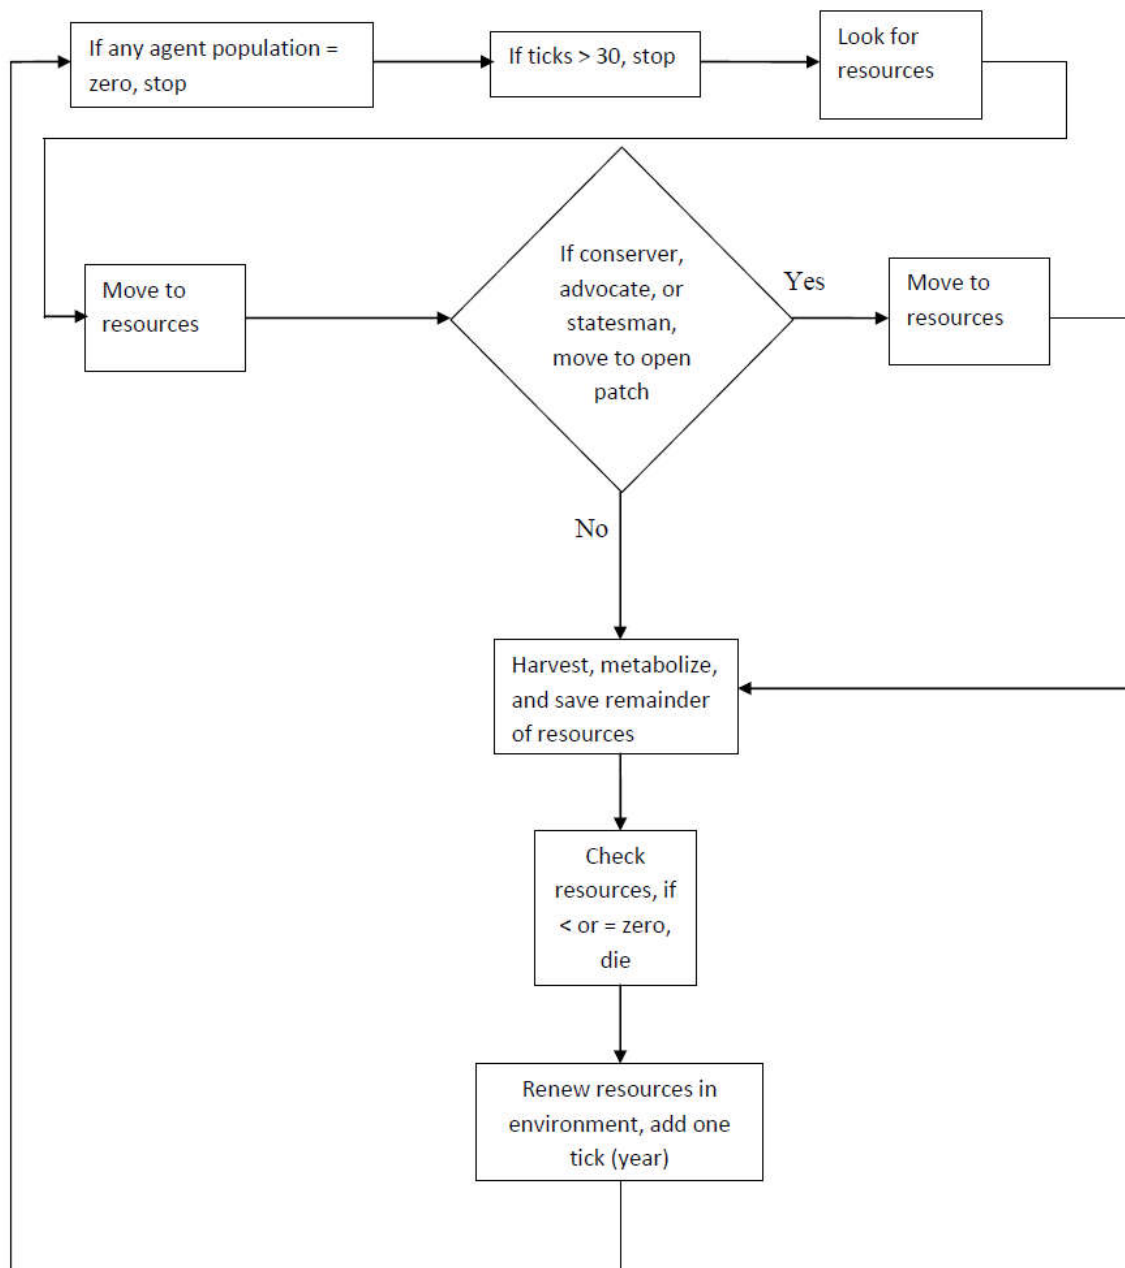 If any agent population =
zero, stop
If ticks > 30, stop
Look for
resources
Move to
resources
If conserver,
advocate, or
statesman,
move to open
patch
Yes
Move to
resources
No
Harvest, metabolize,
and save remainder
of resources
Check
resources, if
< or = zero,
die
Renew resources in
environment, add one
tick (year)